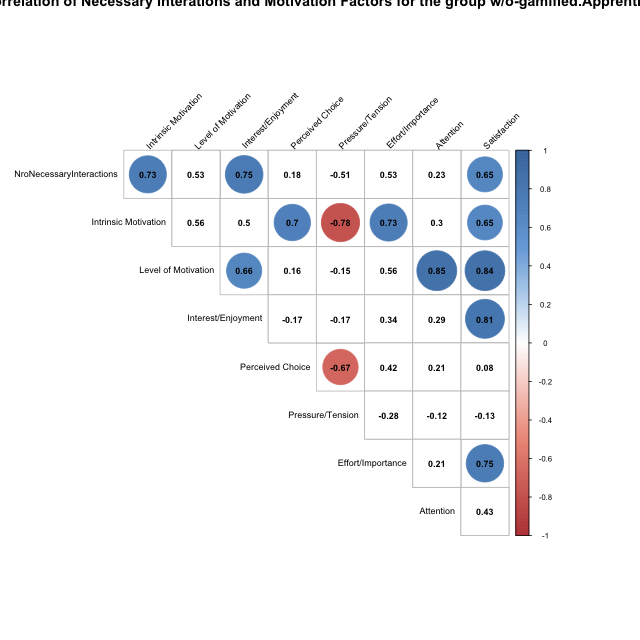 rrelation of Necessary Interations and Motivation Factors for the group w/o-gamified.Apprenti
Intrinsic Motivation
Level of Motivation
Interest/Enjoyment
Perceived Choice
Pressure/Tension
Effort/Importance
Attention
Satisfaction
NroNecessaryInteractions 0.73 0.53 0.75 0.18 -0.51 0.53 0.23 0.65
Intrinsic Motivation 0.56 0.5 0.7 -0.78 0.73 0.3 0.65
Level of Motivation 0.66 0.16 -0.15 0.56 0.85 0.84
Interest/Enjoyment -0.17 -0.17 0.34 0.29 0.81
Perceived Choice -0.67 0.42 0.21 0.08
Pressure/Tension -0.28 -0.12 -0.13
Effort/Importance 0.21 0.75
Attention 0.43
1
0.8
0.6
0.4
0.2
0
-0.2
-0.4
-0.6
-0.8
-1